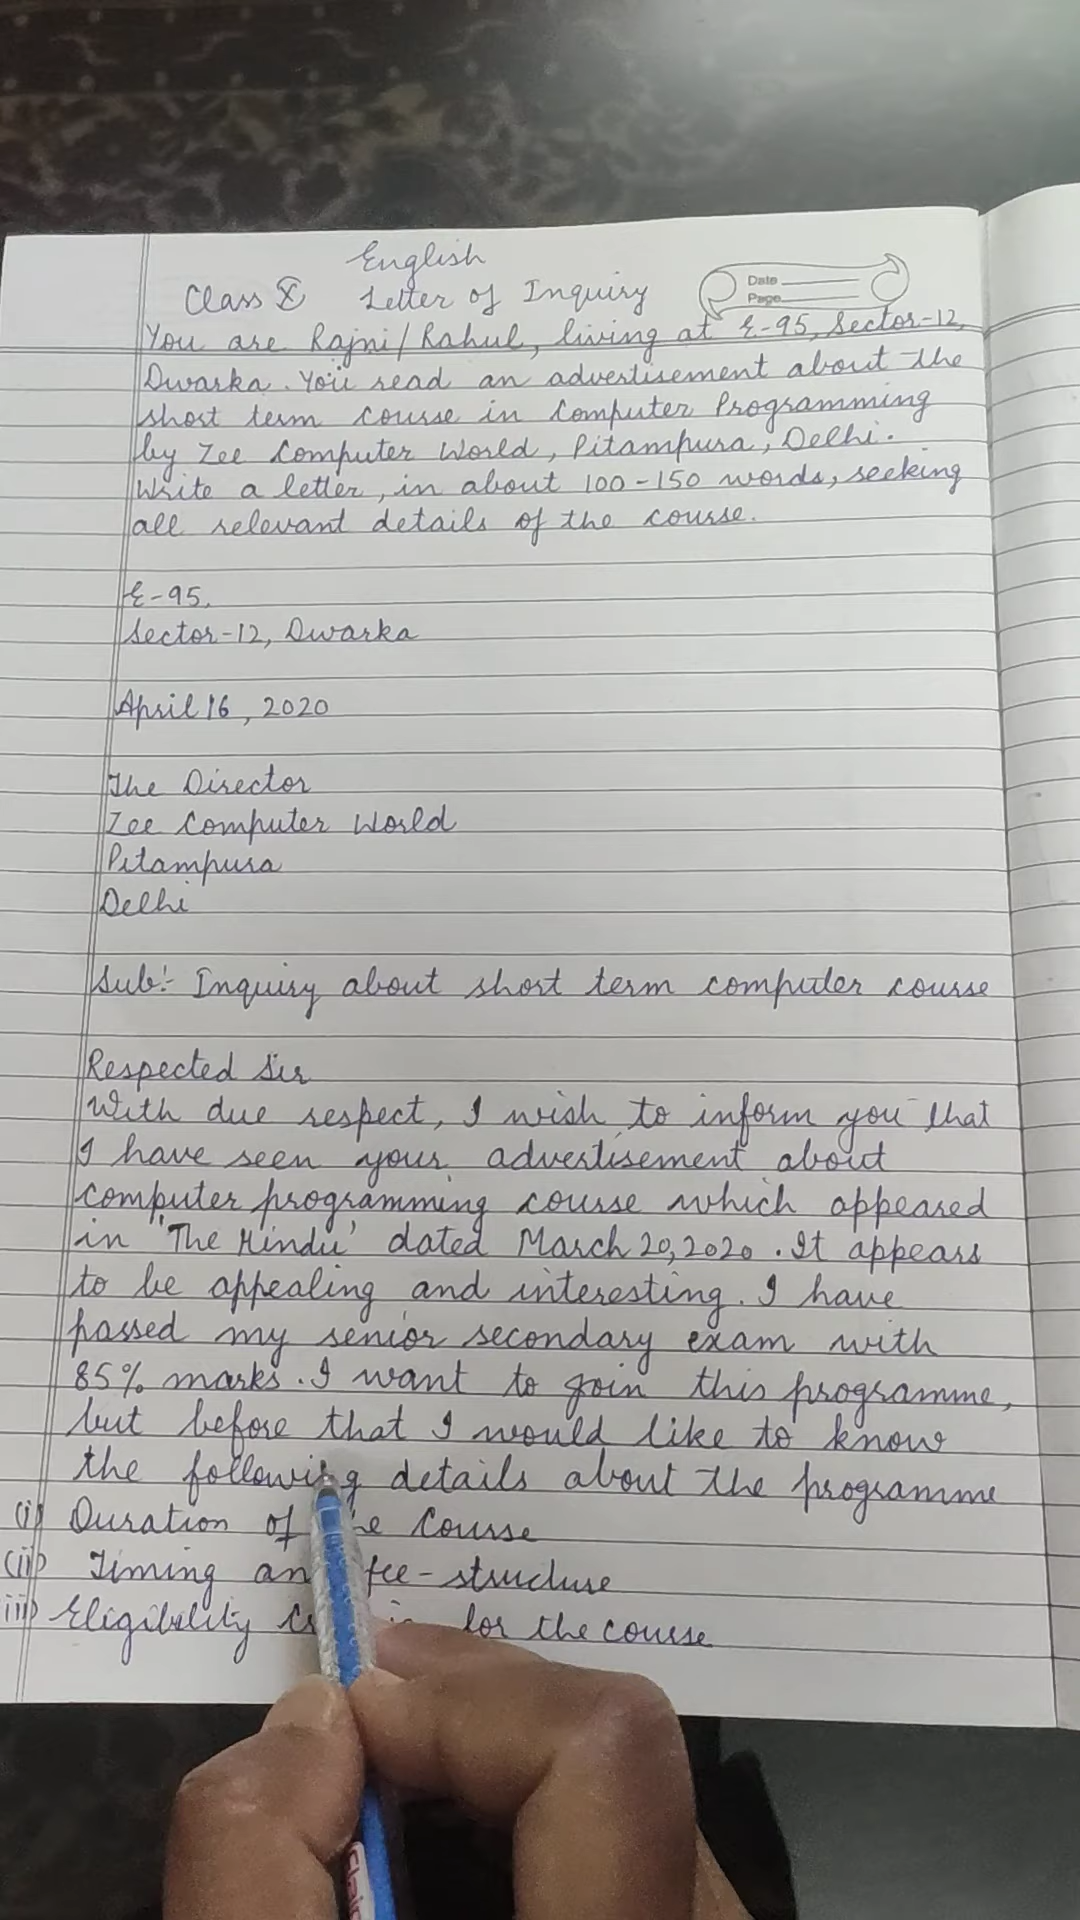 English
Class X Letter of Inquiry
Date
Page
You are Rajni/Rahul, living at E-95, Sector-12,
Dwarka. You read an advertisement about the
short term course in Computer Programming
by Zee Computer World, Pitampura, Delhi.
Write a letter, in about 100-150 words, seeking
all relevant details of the course.
E-95,
Sector-12, Dwarka
April 16, 2020
The Director
Zee Computer World
Pitampura
Delhi
Sub:- Inquiry about short term computer course
Respected Sir
With due respect, I wish to inform you that
I have seen your advertisement about
computer programming course which appeared
in 'The Hindu' dated March 20, 2020. It appears
to be appealing and interesting. I have
passed my senior secondary exam with
85% marks. I want to join this programme,
but before that I would like to know
the following details about the programme
(i) Duration of the Course
(ii) Timing and fee-structure
(iii) Eligibility for the course